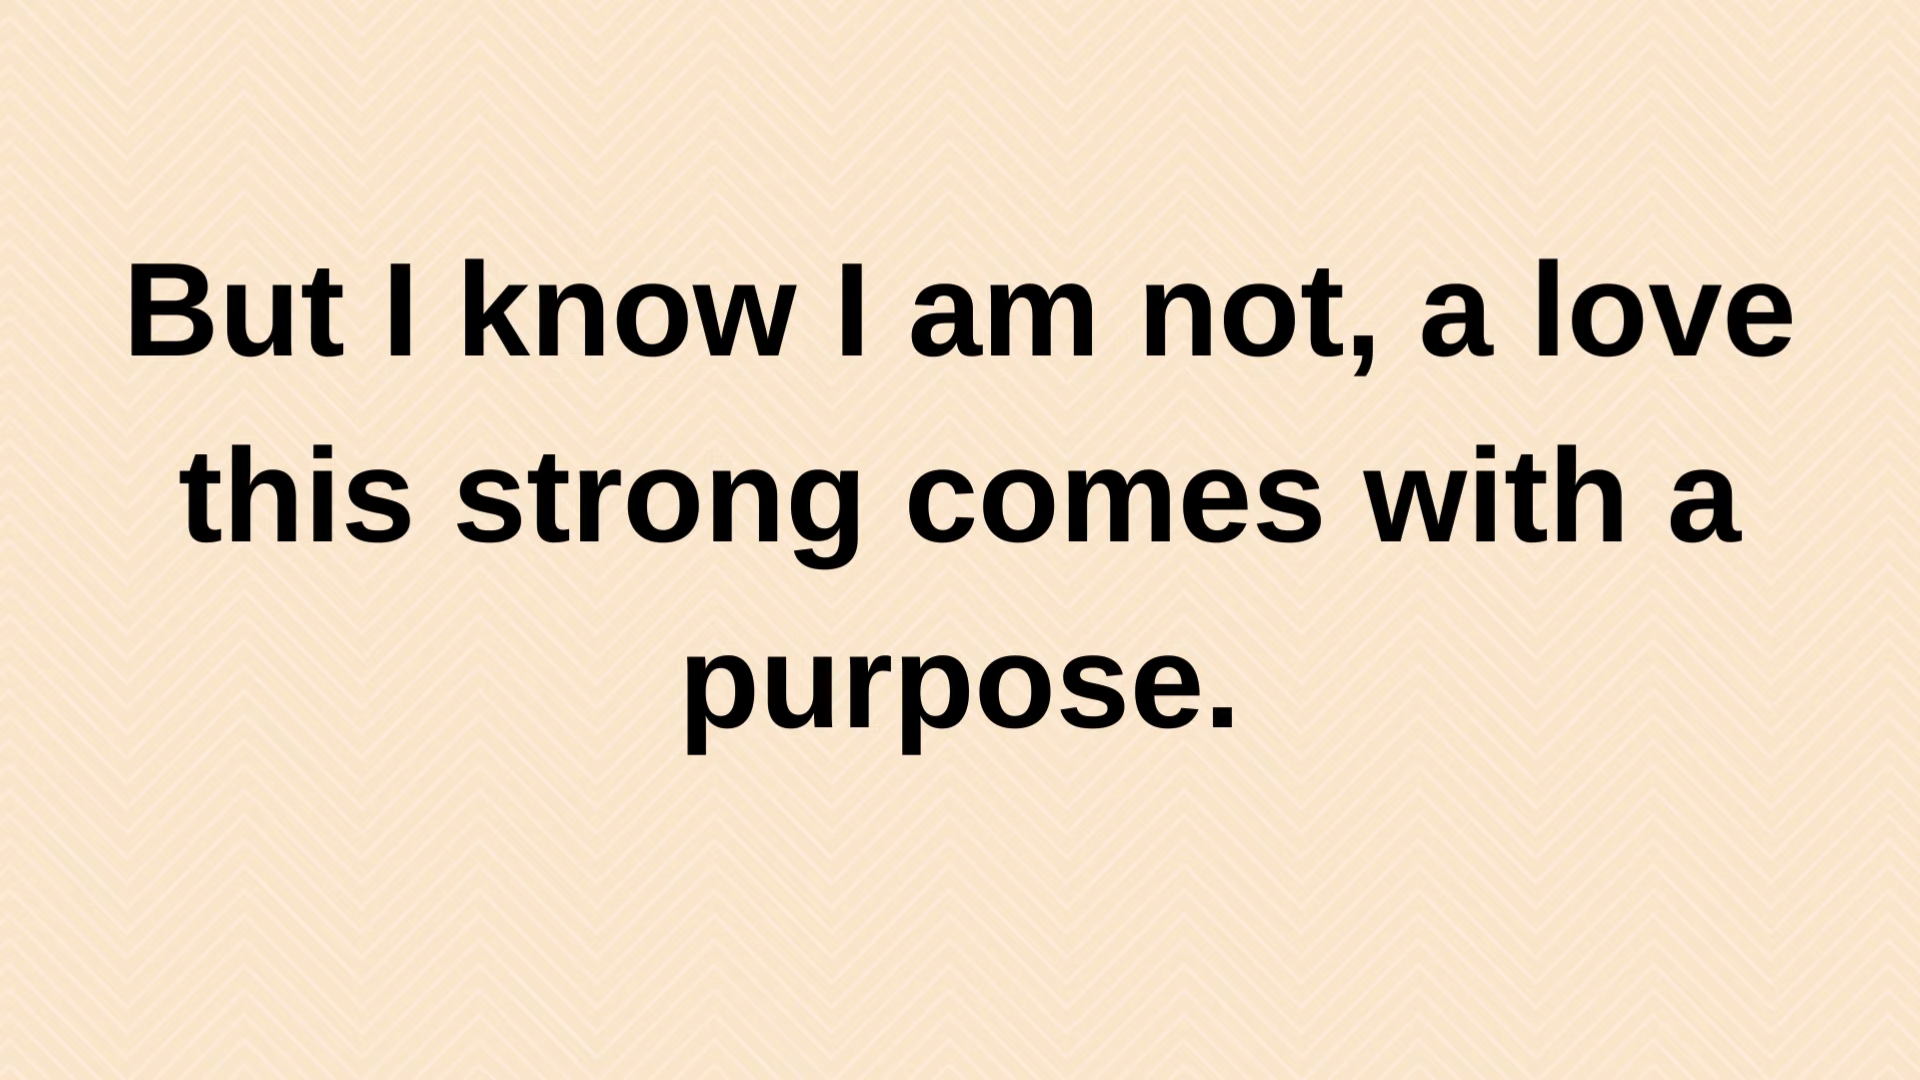 But I know I am not, a love
this strong comes with a
purpose.